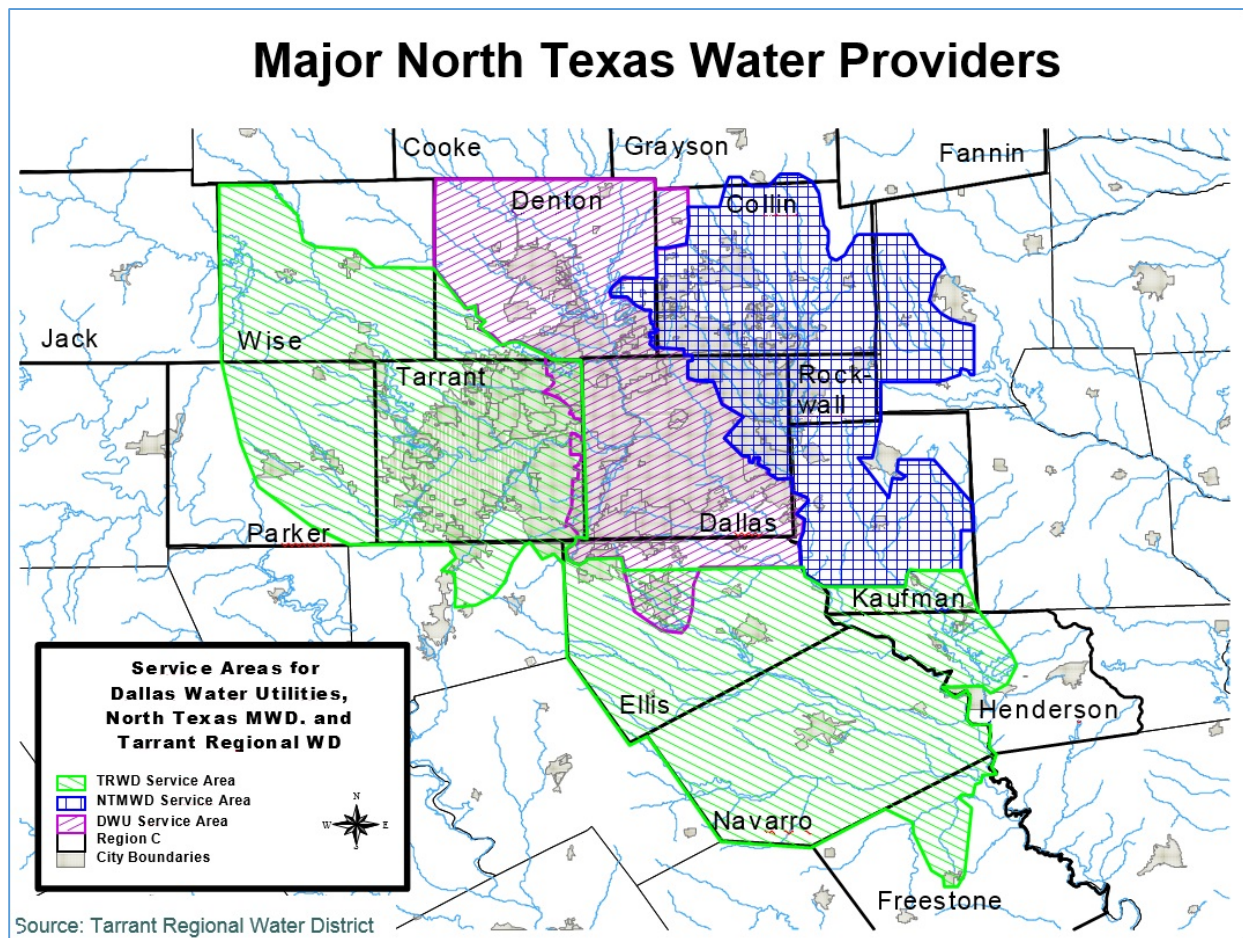 Major North Texas Water Providers
Cooke
Grayson
Fannin
Denton
Collin
Jack
Wise
Tarrant
Rock-
wall
Parker
Dallas
Kaufman
Ellis
Henderson
Navarro
Freestone
Service Areas for
Dallas Water Utilities,
North Texas MWD. and
Tarrant Regional WD
TRWD Service Area
NTMWD Service Area
DWU Service Area
Region C
City Boundaries
N
W E
S
Source: Tarrant Regional Water District